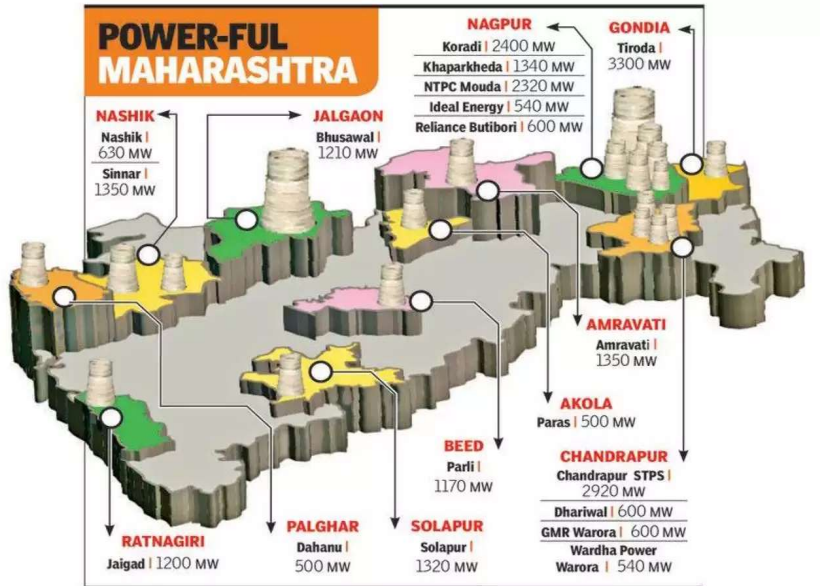 POWER-FUL
MAHARASHTRA
NAGPUR
Koradi | 2400 MW
Khaparkheda | 1340 MW
NTPC Mouda | 2320 MW
Ideal Energy | 540 MW
Reliance Butibori | 600 MW
GONDIA
Tiroda |
3300 MW
NASHIK
Nashik |
630 MW
Sinnar |
1350 MW
JALGAON
Bhusawal |
1210 MW
AMRAVATI
Amravati |
1350 MW
AKOLA
Paras | 500 MW
BEED
Parli |
1170 MW
CHANDRAPUR
Chandrapur STPS |
2920 MW
Dhariwal | 600 MW
GMR Warora | 600 MW
Wardha Power
Warora | 540 MW
RATNAGIRI
Jaigad | 1200 MW
PALGHAR
Dahanu |
500 MW
SOLAPUR
Solapur |
1320 MW